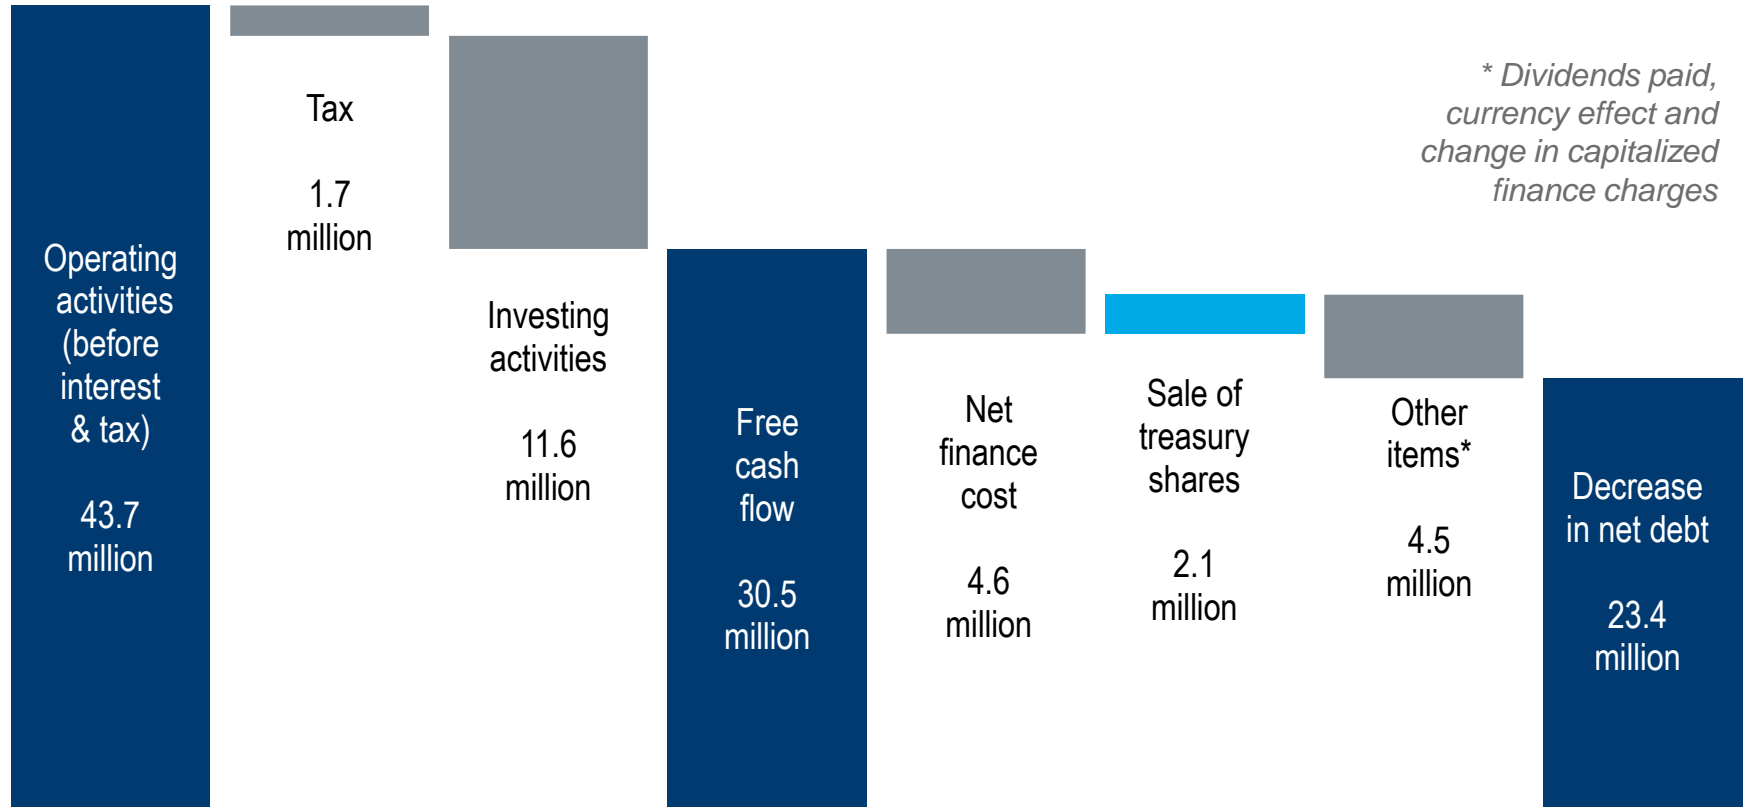 Operating
activities
(before
interest
& tax)
43.7
million
Tax
1.7
million
Investing
activities
11.6
million
Free
cash
flow
30.5
million
Net
finance
cost
4.6
million
Sale of
treasury
shares
2.1
million
Other
items*
4.5
million
Decrease
in net debt
23.4
million
* Dividends paid,
currency effect and
change in capitalized
finance charges